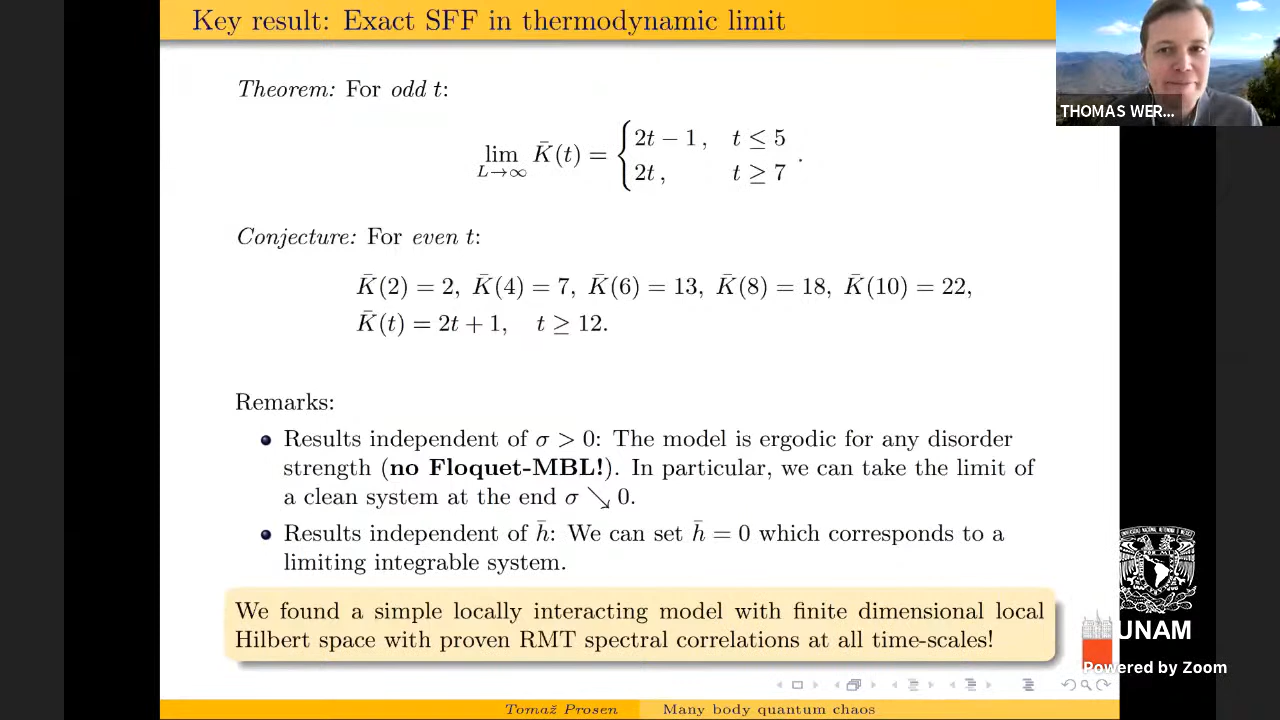 Key result: Exact SFF in thermodynamic limit
THOMAS WER...
Theorem: For odd t:
lim_{L→∞} K̄(t) = { 2t − 1, t ≤ 5
2t, t ≥ 7 .
Conjecture: For even t:
K̄(2) = 2, K̄(4) = 7, K̄(6) = 13, K̄(8) = 18, K̄(10) = 22,
K̄(t) = 2t + 1, t ≥ 12.
Remarks:
Results independent of σ > 0: The model is ergodic for any disorder
strength (no Floquet-MBL!). In particular, we can take the limit of
a clean system at the end σ ↘ 0.
Results independent of h̄: We can set h̄ = 0 which corresponds to a
limiting integrable system.
We found a simple locally interacting model with finite dimensional local
Hilbert space with proven RMT spectral correlations at all time-scales!
UNAM
Powered by Zoom
Tomaž Prosen
Many body quantum chaos